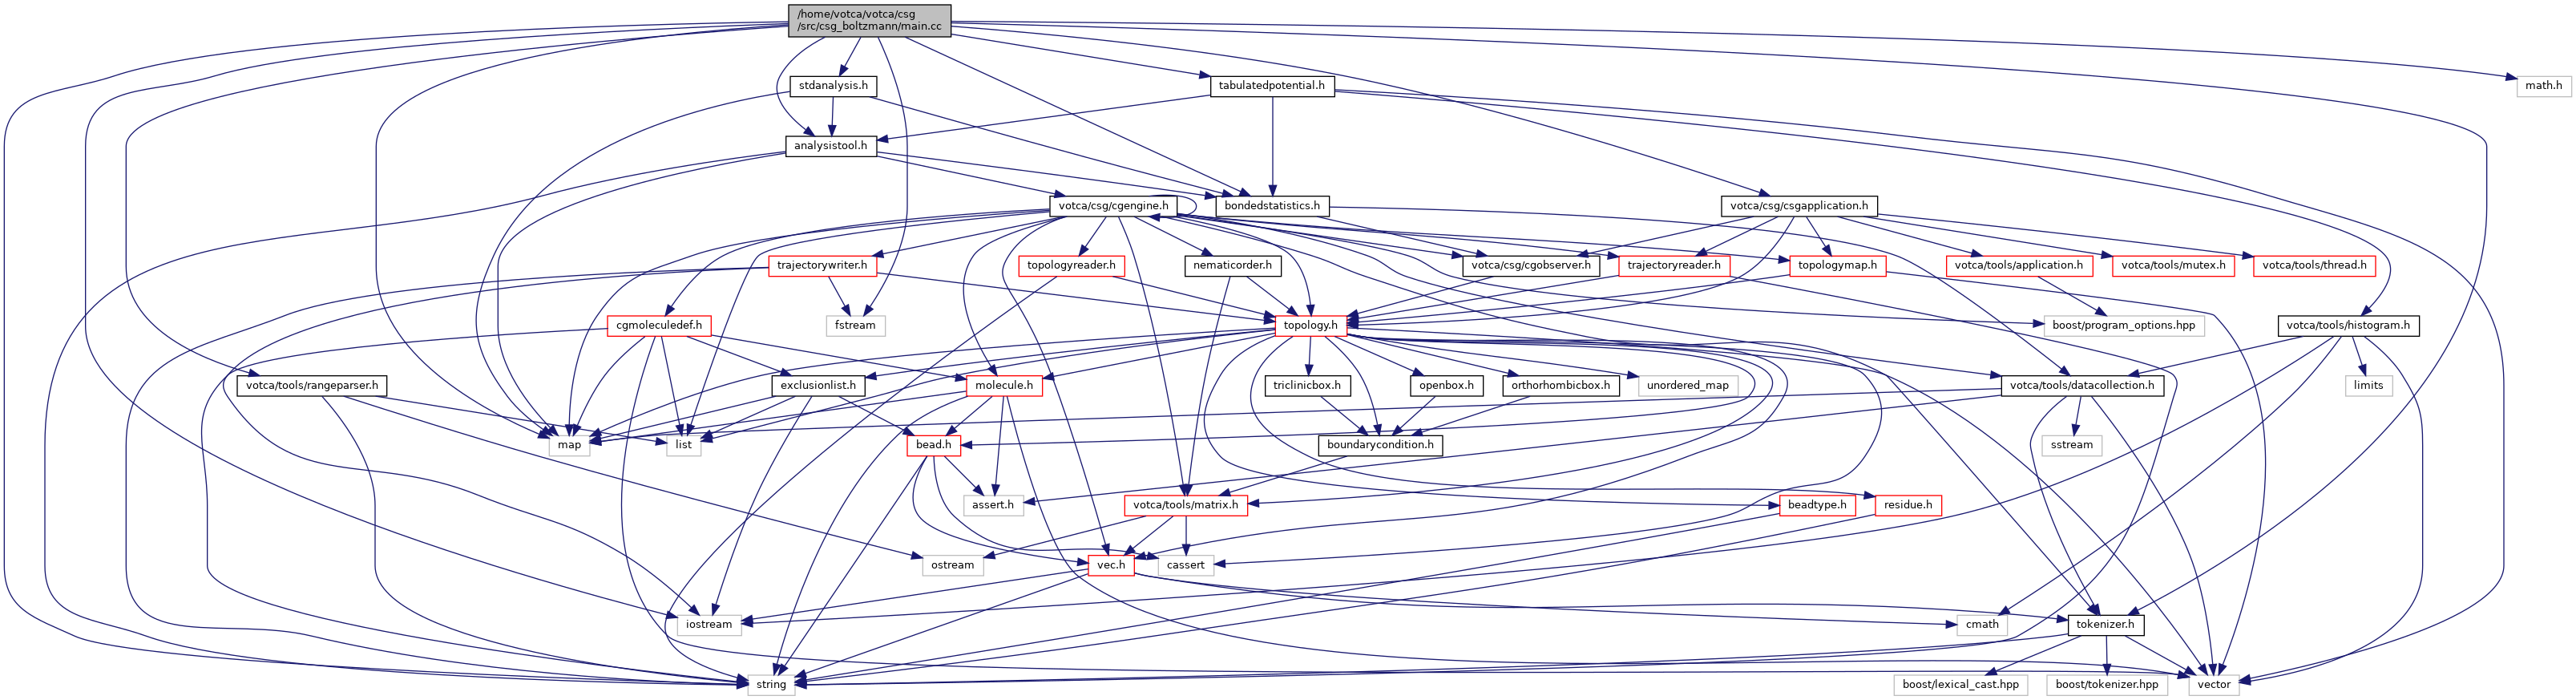 /home/votca/votca/csg
/src/csg_boltzmann/main.cc
stdanalysis.h
tabulatedpotential.h
math.h
analysistool.h
votca/csg/cgengine.h
bondedstatistics.h
votca/csg/csgapplication.h
trajectorywriter.h
topologyreader.h
nematicorder.h
votca/csg/cgobserver.h
trajectoryreader.h
topologymap.h
votca/tools/application.h
votca/tools/mutex.h
votca/tools/thread.h
cgmoleculedef.h
fstream
topology.h
boost/program_options.hpp
votca/tools/histogram.h
votca/tools/rangeparser.h
exclusionlist.h
molecule.h
triclinicbox.h
openbox.h
orthorhombicbox.h
unordered_map
votca/tools/datacollection.h
limits
map
list
bead.h
boundarycondition.h
sstream
assert.h
votca/tools/matrix.h
beadtype.h
residue.h
ostream
vec.h
cassert
iostream
cmath
tokenizer.h
string
boost/lexical_cast.hpp
boost/tokenizer.hpp
vector